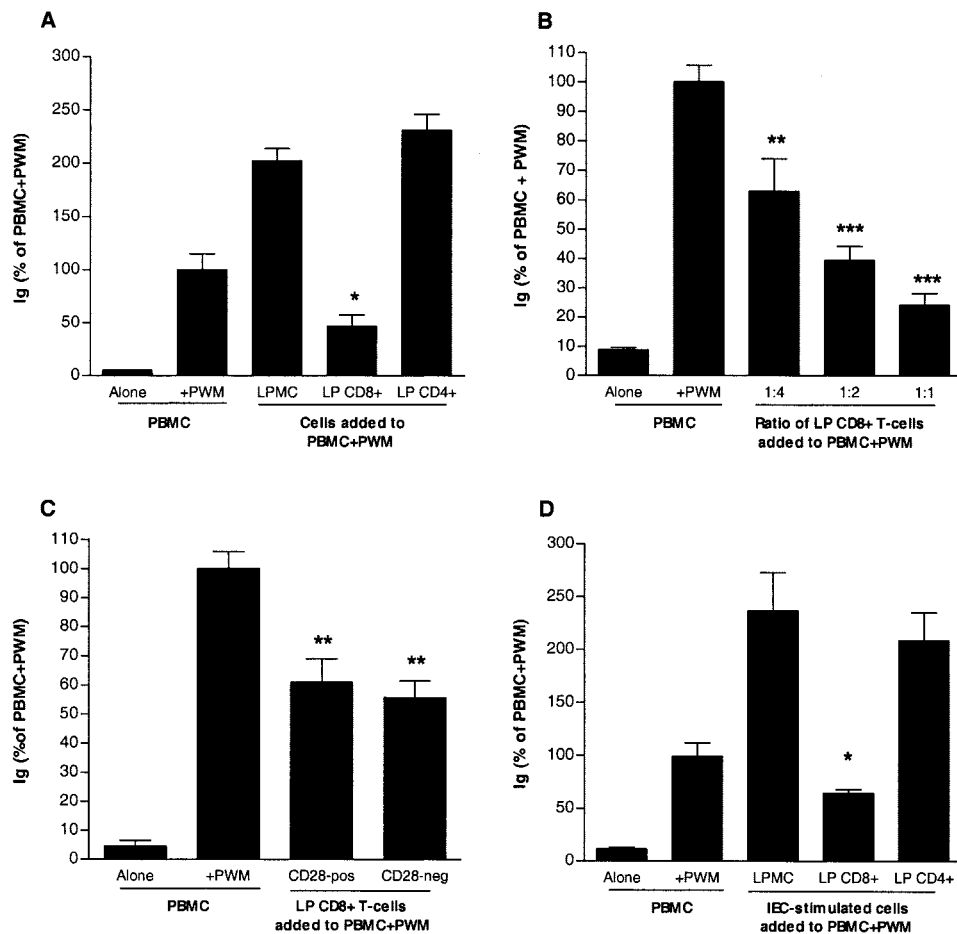 A
Ig (% of PBMC+PWM)
300
250
200
150
100
50
0
*
Alone +PWM LPMC LP CD8+ LP CD4+
PBMC Cells added to
PBMC+PWM
B
Ig (% of PBMC + PWM)
110
100
90
80
70
60
50
40
30
20
10
0
** *** ***
Alone +PWM 1:4 1:2 1:1
PBMC Ratio of LP CD8+ T-cells
added to PBMC+PWM
C
Ig (%of PBMC+PWM)
110
100
90
80
70
60
50
40
30
20
10
0
** **
Alone +PWM CD28-pos CD28-neg
PBMC LP CD8+ T-cells
added to PBMC+PWM
D
Ig (% of PBMC+PWM)
300
250
200
150
100
50
0
*
Alone +PWM LPMC LP CD8+ LP CD4+
PBMC IEC-stimulated cells
added to PBMC+PWM